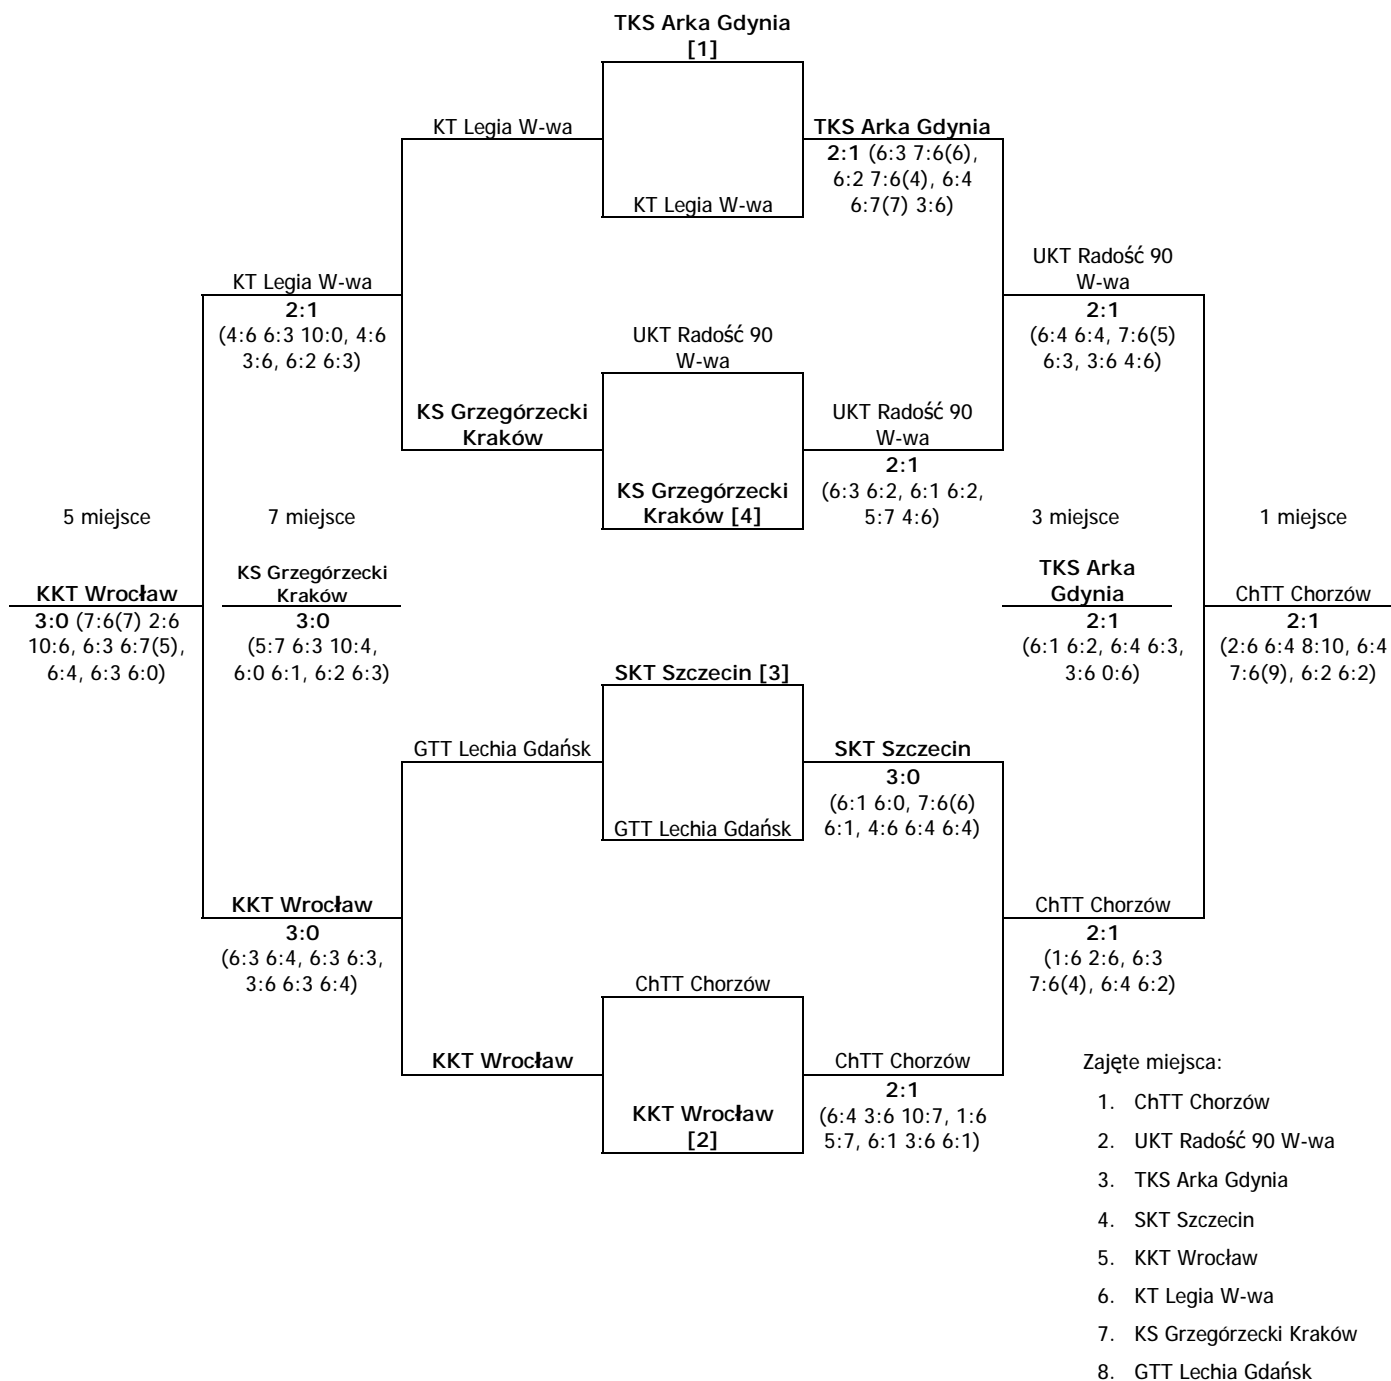 TKS Arka Gdynia
[1]
KT Legia W-wa
TKS Arka Gdynia
2:1 (6:3 7:6(6),
6:2 7:6(4), 6:4
6:7(7) 3:6)
KT Legia W-wa
UKT Radość 90
W-wa
2:1
(6:4 6:4, 7:6(5)
6:3, 3:6 4:6)
KT Legia W-wa
2:1
(4:6 6:3 10:0, 4:6
3:6, 6:2 6:3)
UKT Radość 90
W-wa
KS Grzegórzecki
Kraków
UKT Radość 90
W-wa
2:1
(6:3 6:2, 6:1 6:2,
5:7 4:6)
KS Grzegórzecki
Kraków [4]
5 miejsce
7 miejsce
3 miejsce
1 miejsce
KKT Wrocław
3:0 (7:6(7) 2:6
10:6, 6:3 6:7(5),
6:4, 6:3 6:0)
KS Grzegórzecki
Kraków
3:0
(5:7 6:3 10:4,
6:0 6:1, 6:2 6:3)
TKS Arka
Gdynia
2:1
(6:1 6:2, 6:4 6:3,
3:6 0:6)
ChTT Chorzów
2:1
(2:6 6:4 8:10, 6:4
7:6(9), 6:2 6:2)
SKT Szczecin [3]
GTT Lechia Gdańsk
SKT Szczecin
3:0
(6:1 6:0, 7:6(6)
6:1, 4:6 6:4 6:4)
GTT Lechia Gdańsk
KKT Wrocław
3:0
(6:3 6:4, 6:3 6:3,
3:6 6:3 6:4)
ChTT Chorzów
2:1
(1:6 2:6, 6:3
7:6(4), 6:4 6:2)
ChTT Chorzów
KKT Wrocław
ChTT Chorzów
2:1
(6:4 3:6 10:7, 1:6
5:7, 6:1 3:6 6:1)
KKT Wrocław
[2]
Zajęte miejsca:
1. ChTT Chorzów
2. UKT Radość 90 W-wa
3. TKS Arka Gdynia
4. SKT Szczecin
5. KKT Wrocław
6. KT Legia W-wa
7. KS Grzegórzecki Kraków
8. GTT Lechia Gdańsk